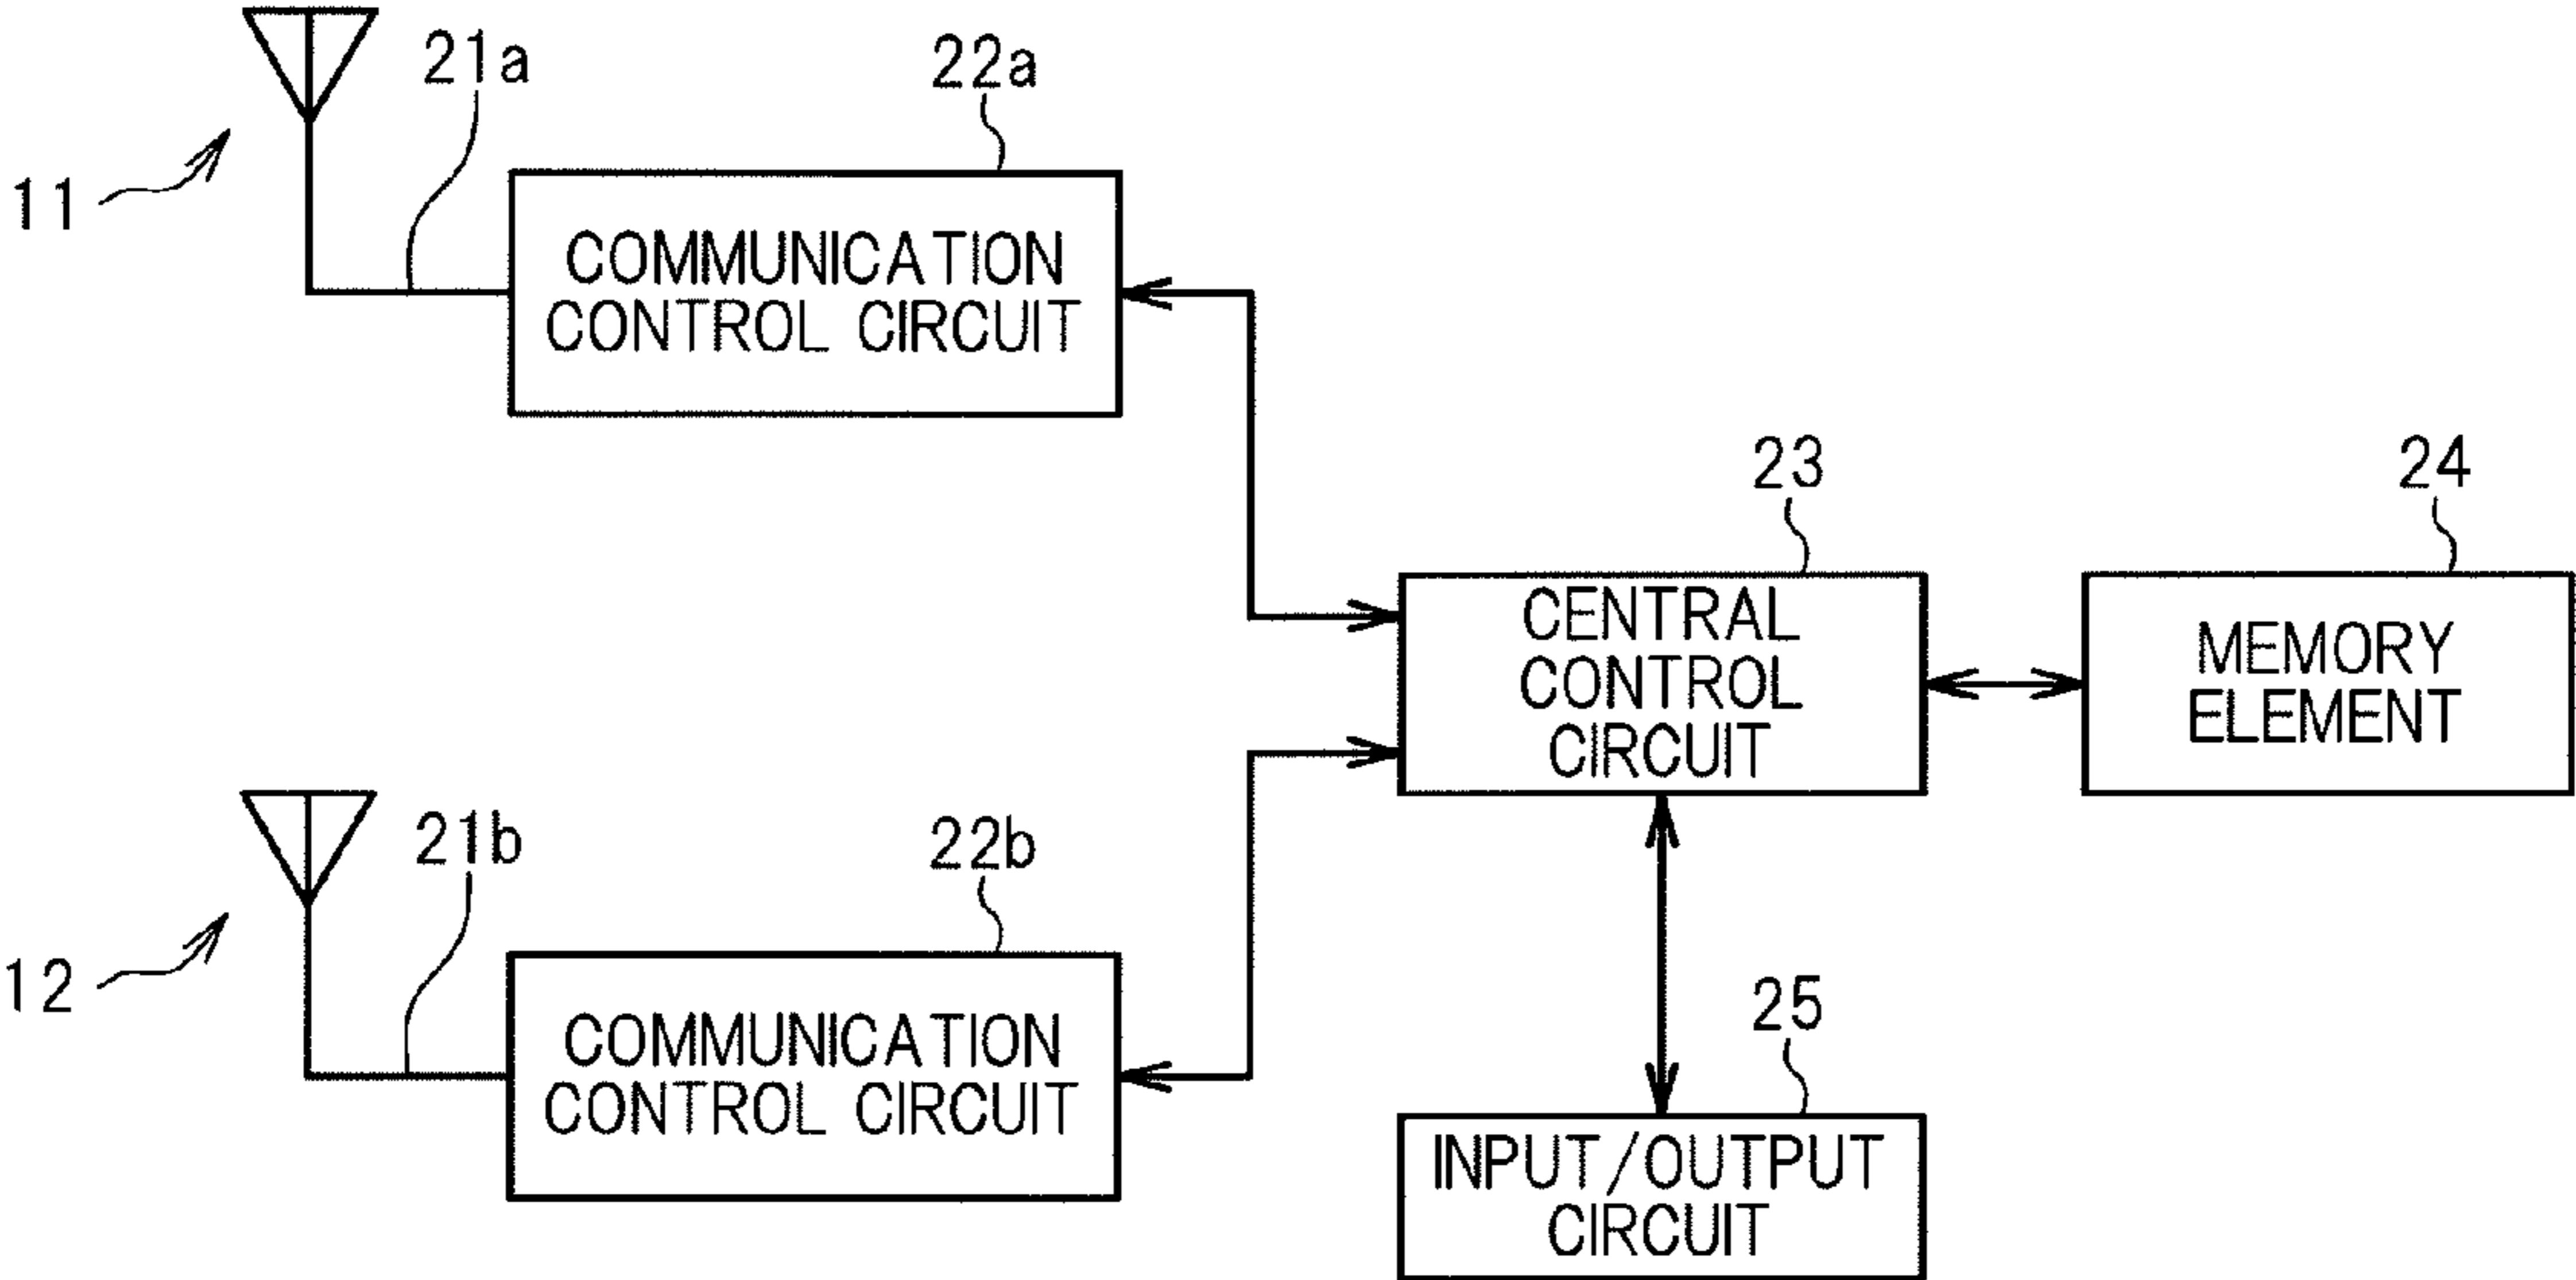 21a
22a
11
COMMUNICATION
CONTROL CIRCUIT
23
24
CENTRAL
CONTROL
CIRCUIT
MEMORY
ELEMENT
21b
22b
12
COMMUNICATION
CONTROL CIRCUIT
25
INPUT/OUTPUT
CIRCUIT